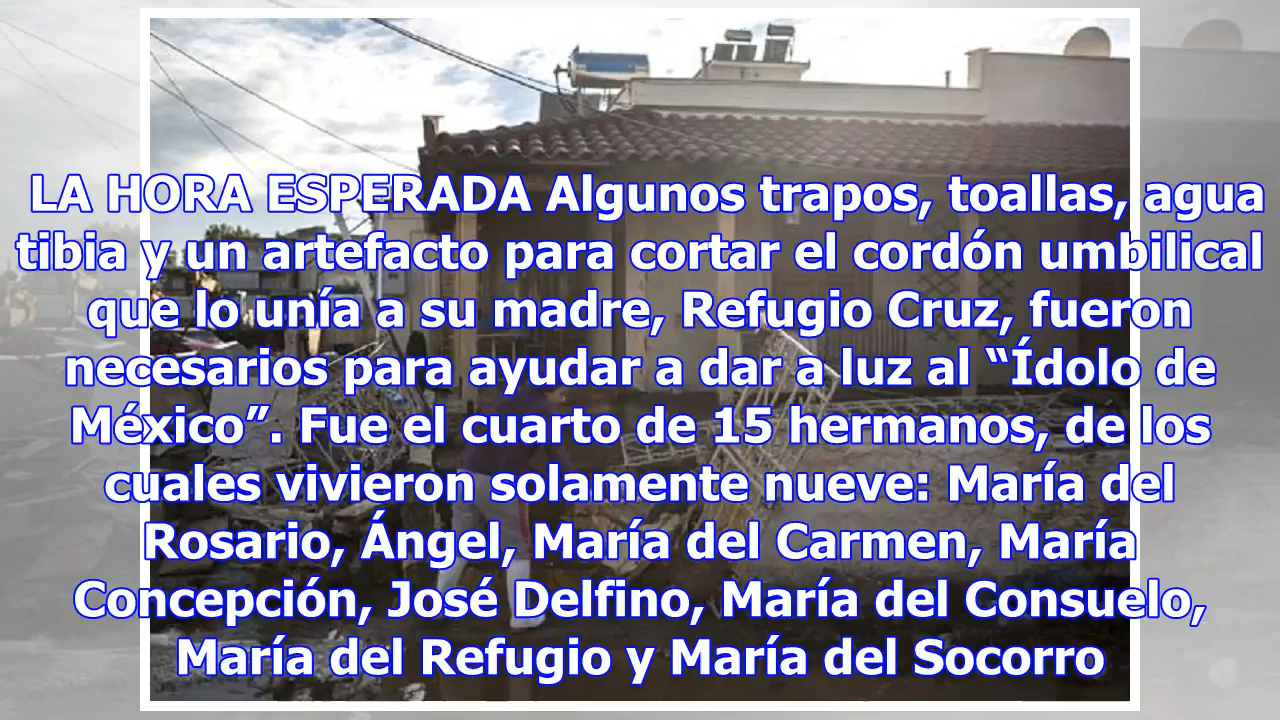 LA HORA ESPERADA Algunos trapos, toallas, agua
tibia y un artefacto para cortar el cordón umbilical
que lo unía a su madre, Refugio Cruz, fueron
necesarios para ayudar a dar a luz al “Ídolo de
México”. Fue el cuarto de 15 hermanos, de los
cuales vivieron solamente nueve: María del
Rosario, Ángel, María del Carmen, María
Concepción, José Delfino, María del Consuelo,
María del Refugio y María del Socorro